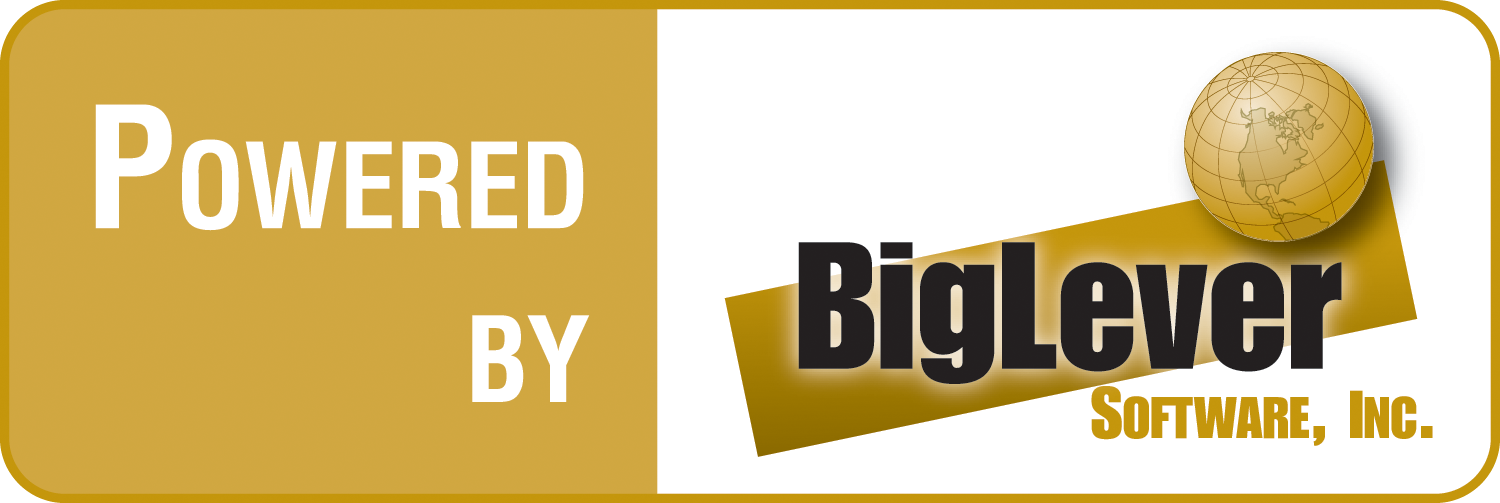 POWERED
BY
BigLever
SOFTWARE, INC.